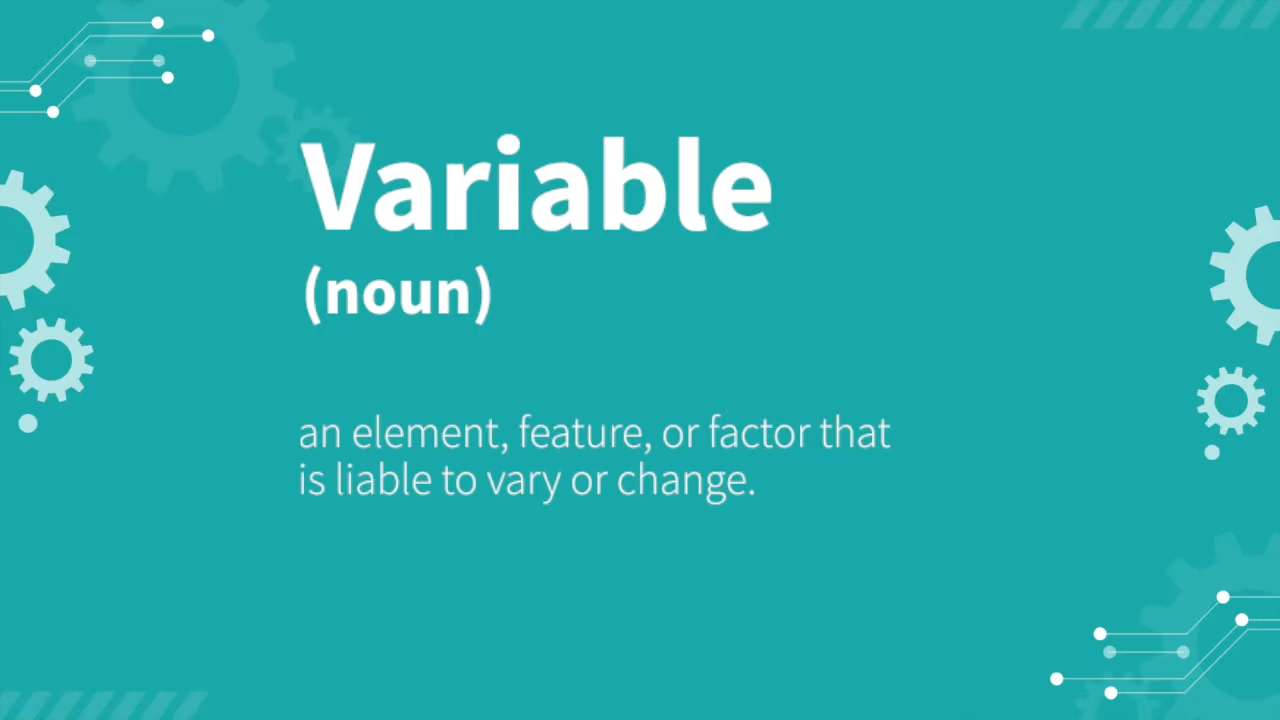 Variable
(noun)
an element, feature, or factor that
is liable to vary or change.